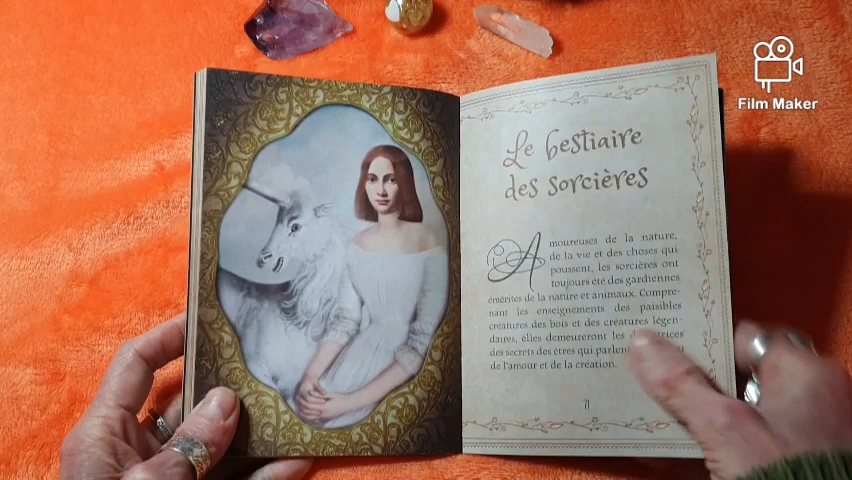 Film Maker
Le bestiaire
des sorcières
Amoureuses de la nature,
de la vie et des choses qui
poussent, les sorcières ont
toujours été des gardiennes
émérites de la nature et animaux. Compre-
nant les enseignements des paisibles
créatures des bois et des créatures légen-
daires, elles demeureront les
des secrets des êtres qui parlent
de l'amour et de la création.
71